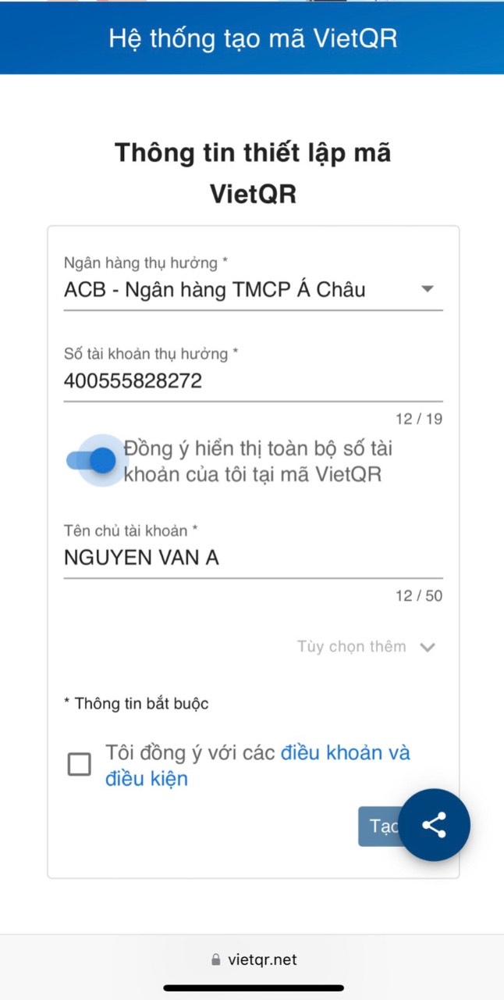 Hệ thống tạo mã VietQR
Thông tin thiết lập mã
VietQR
Ngân hàng thụ hưởng *
ACB - Ngân hàng TMCP Á Châu
Số tài khoản thụ hưởng *
400555828272
12 / 19
Đồng ý hiển thị toàn bộ số tài
khoản của tôi tại mã VietQR
Tên chủ tài khoản *
NGUYEN VAN A
12 / 50
Tùy chọn thêm
* Thông tin bắt buộc
Tôi đồng ý với các điều khoản và
điều kiện
Tạo
vietqr.net